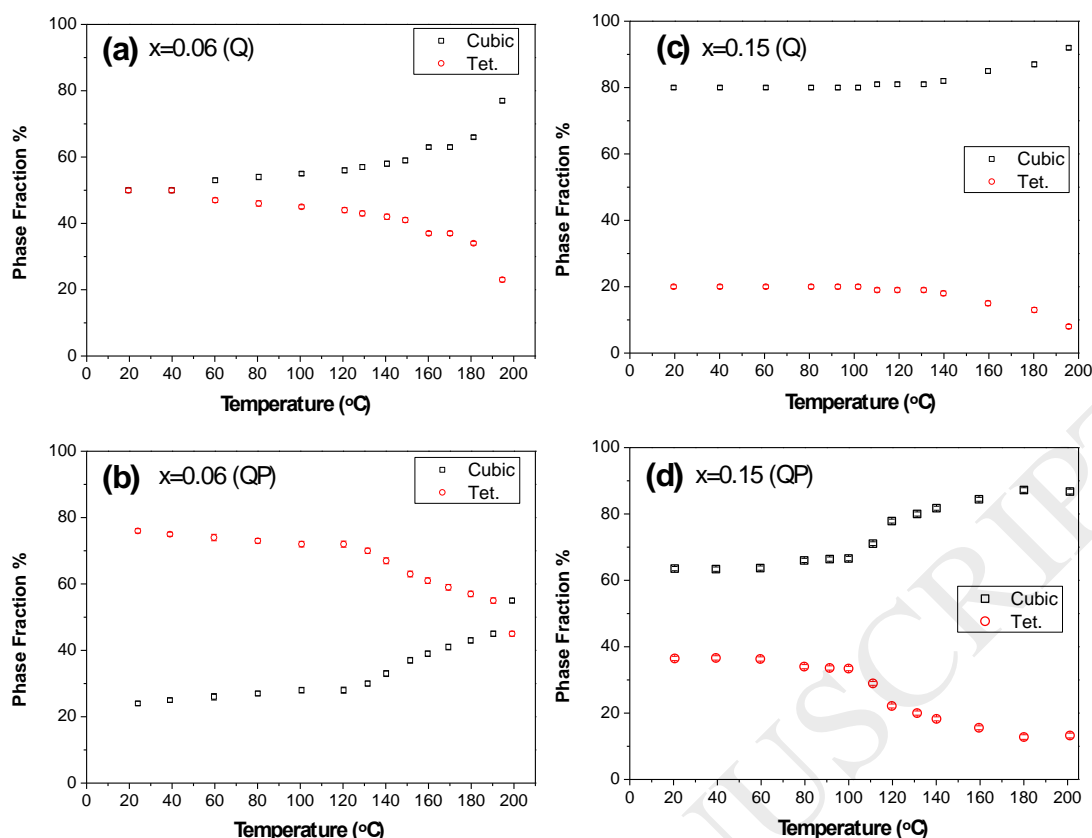 (a) x=0.06 (Q)
Cubic
Tet.
Phase Fraction %
100
80
60
40
20
0
0 20 40 60 80 100 120 140 160 180 200
Temperature (°C)
(c) x=0.15 (Q)
Cubic
Tet.
Phase Fraction %
100
80
60
40
20
0
0 20 40 60 80 100 120 140 160 180 200
Temperature (°C)
(b) x=0.06 (QP)
Cubic
Tet.
Phase Fraction %
100
80
60
40
20
0
0 20 40 60 80 100 120 140 160 180 200
Temperature (°C)
(d) x=0.15 (QP)
Cubic
Tet.
Phase Fraction %
100
80
60
40
20
0
0 20 40 60 80 100 120 140 160 180 200
Temperature (°C)
USCRIPT